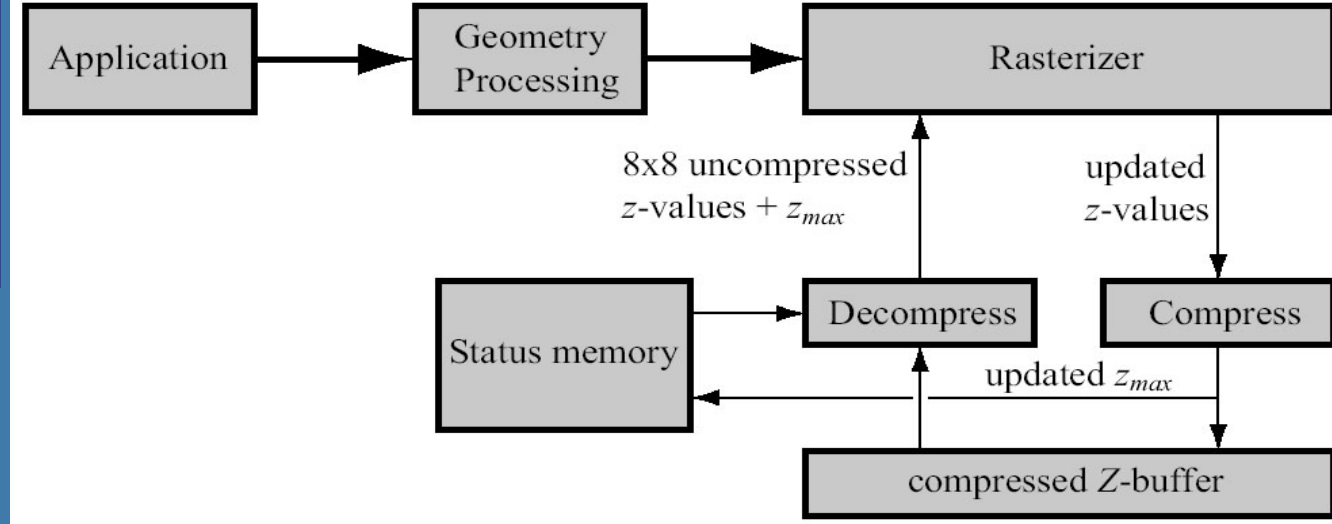 Application
Geometry
Processing
Rasterizer
8x8 uncompressed
z-values + zmax
updated
z-values
Status memory
Decompress
Compress
updated zmax
compressed Z-buffer